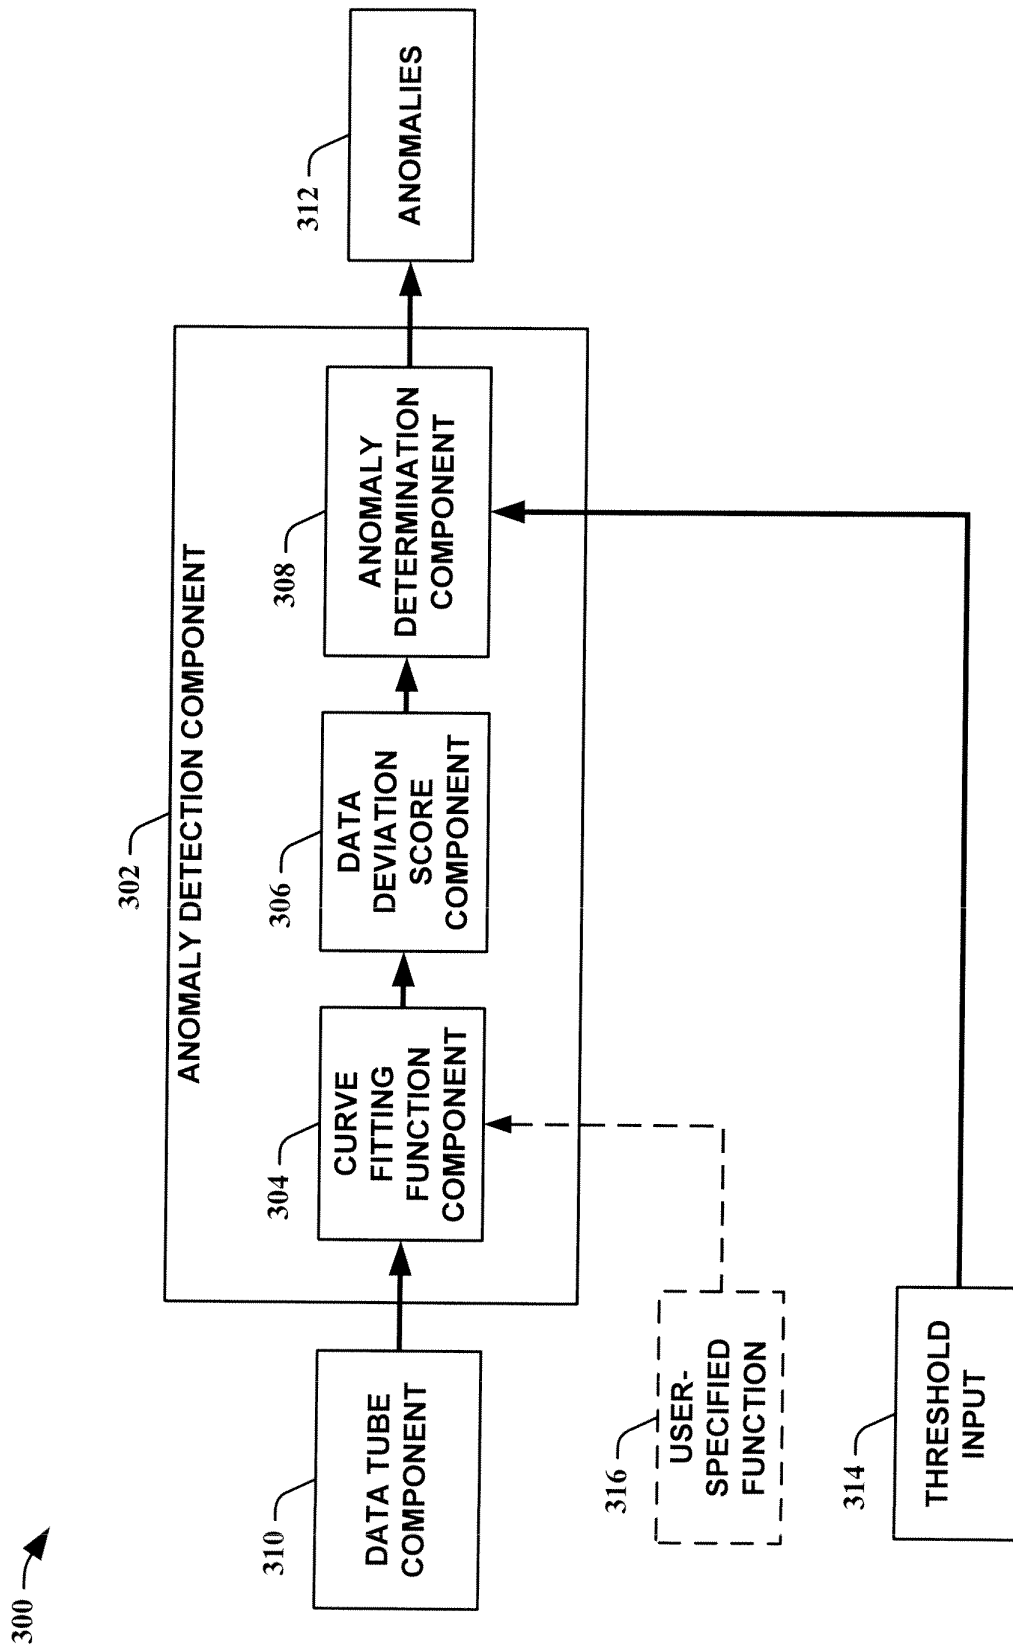 300
302
ANOMALY DETECTION COMPONENT
310
DATA TUBE
COMPONENT
304
CURVE
FITTING
FUNCTION
COMPONENT
306
DATA
DEVIATION
SCORE
COMPONENT
308
ANOMALY
DETERMINATION
COMPONENT
312
ANOMALIES
316
USER-
SPECIFIED
FUNCTION
314
THRESHOLD
INPUT